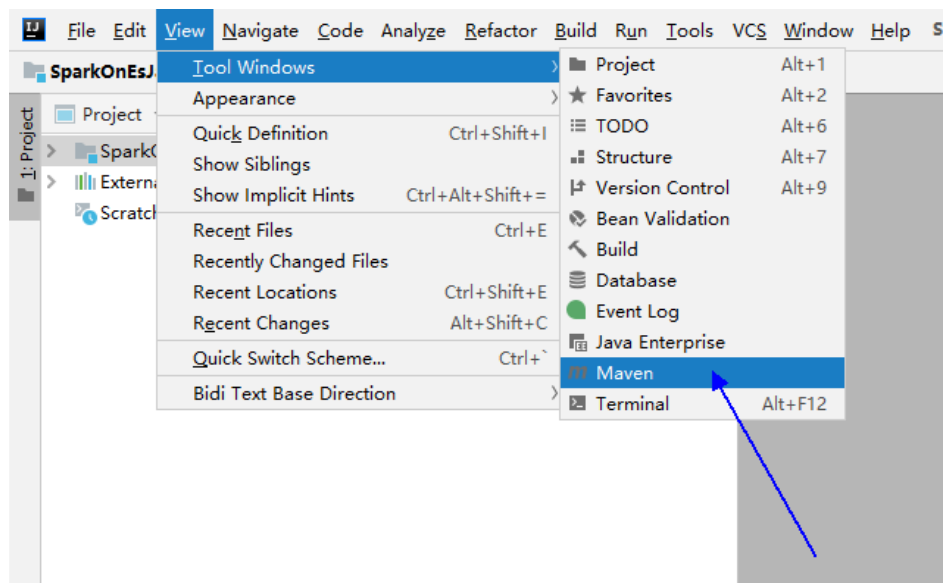 IJ File Edit View Navigate Code Analyze Refactor Build Run Tools VCS Window Help S
SparkOnEsJ
1: Project
Project
SparkO
Externa
Scratch
Tool Windows
Appearance
Quick Definition Ctrl+Shift+I
Show Siblings
Show Implicit Hints Ctrl+Alt+Shift+=
Recent Files Ctrl+E
Recently Changed Files
Recent Locations Ctrl+Shift+E
Recent Changes Alt+Shift+C
Quick Switch Scheme... Ctrl+`
Bidi Text Base Direction
Project Alt+1
Favorites Alt+2
TODO Alt+6
Structure Alt+7
Version Control Alt+9
Bean Validation
Build
Database
Event Log
Java Enterprise
Maven
Terminal Alt+F12